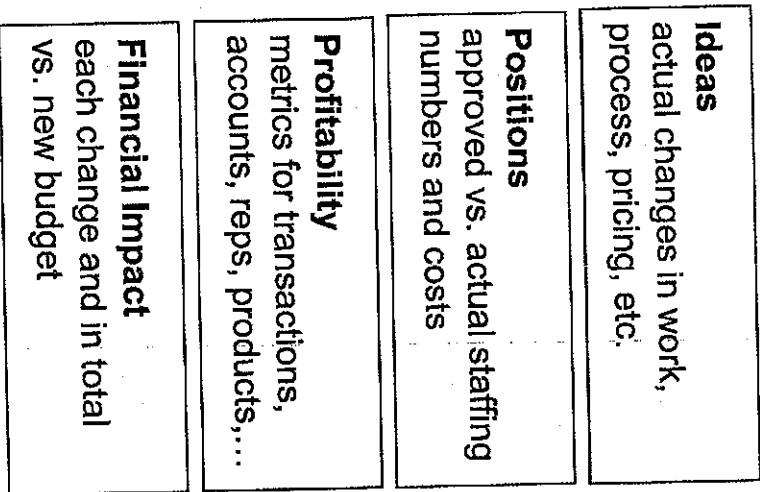 Ideas
actual changes in work,
process, pricing, etc.
Positions
approved vs. actual staffing
numbers and costs
Profitability
metrics for transactions,
accounts, reps, products,...
Financial Impact
each change and in total
vs. new budget